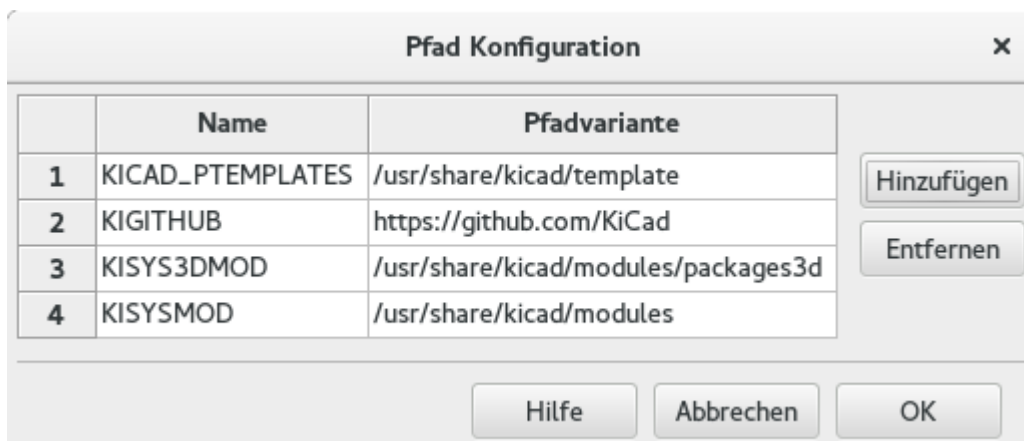 Pfad Konfiguration ×
Name Pfadvariante
1 KICAD_PTEMPLATES /usr/share/kicad/template
2 KIGITHUB https://github.com/KiCad
3 KISYS3DMOD /usr/share/kicad/modules/packages3d
4 KISYSMOD /usr/share/kicad/modules
Hinzufügen
Entfernen
Hilfe Abbrechen OK